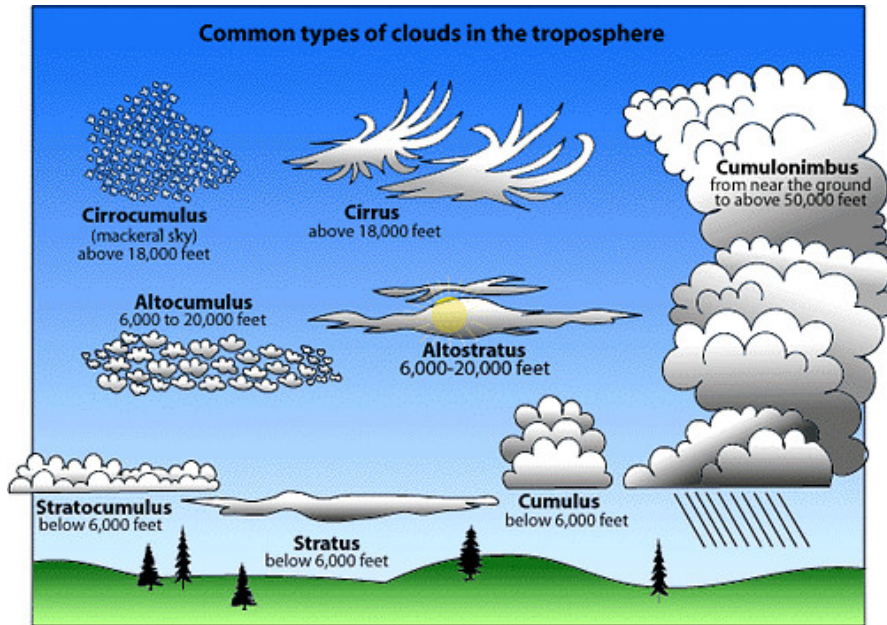 Common types of clouds in the troposphere
Cirrocumulus
(mackeral sky)
above 18,000 feet
Cirrus
above 18,000 feet
Cumulonimbus
from near the ground
to above 50,000 feet
Altocumulus
6,000 to 20,000 feet
Altostratus
6,000-20,000 feet
Stratocumulus
below 6,000 feet
Stratus
below 6,000 feet
Cumulus
below 6,000 feet